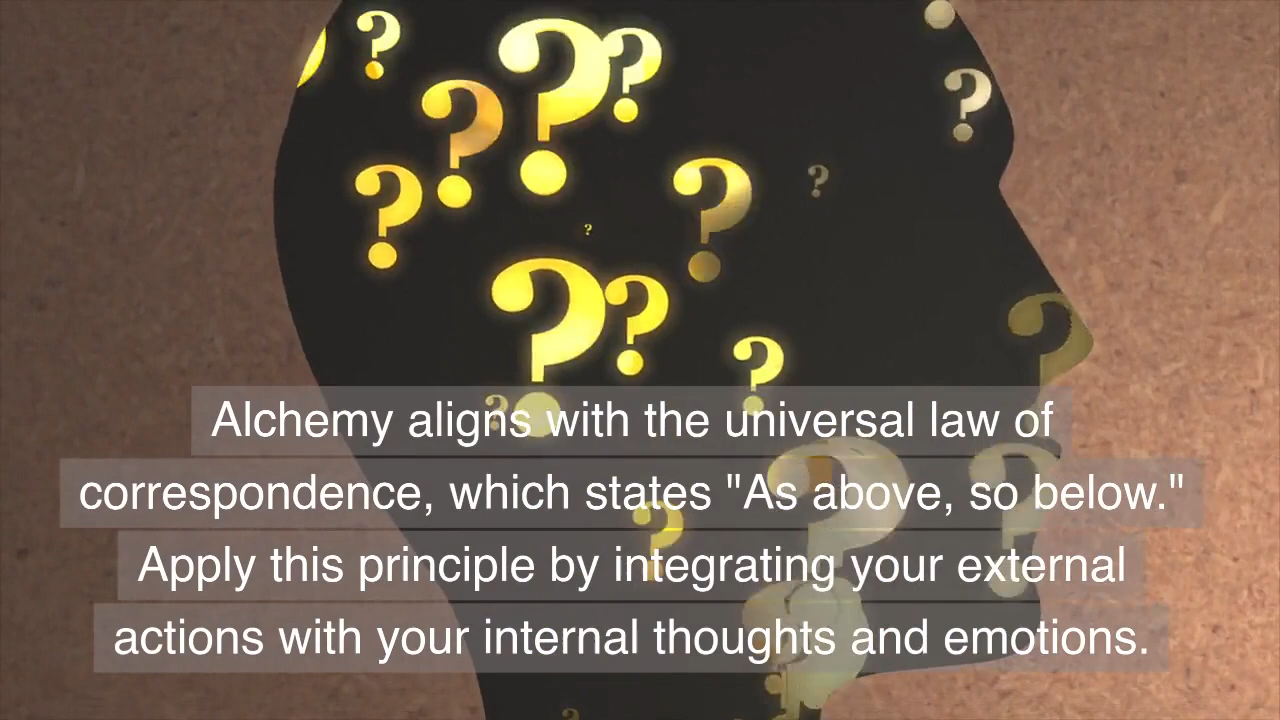 Alchemy aligns with the universal law of
correspondence, which states "As above, so below."
Apply this principle by integrating your external
actions with your internal thoughts and emotions.